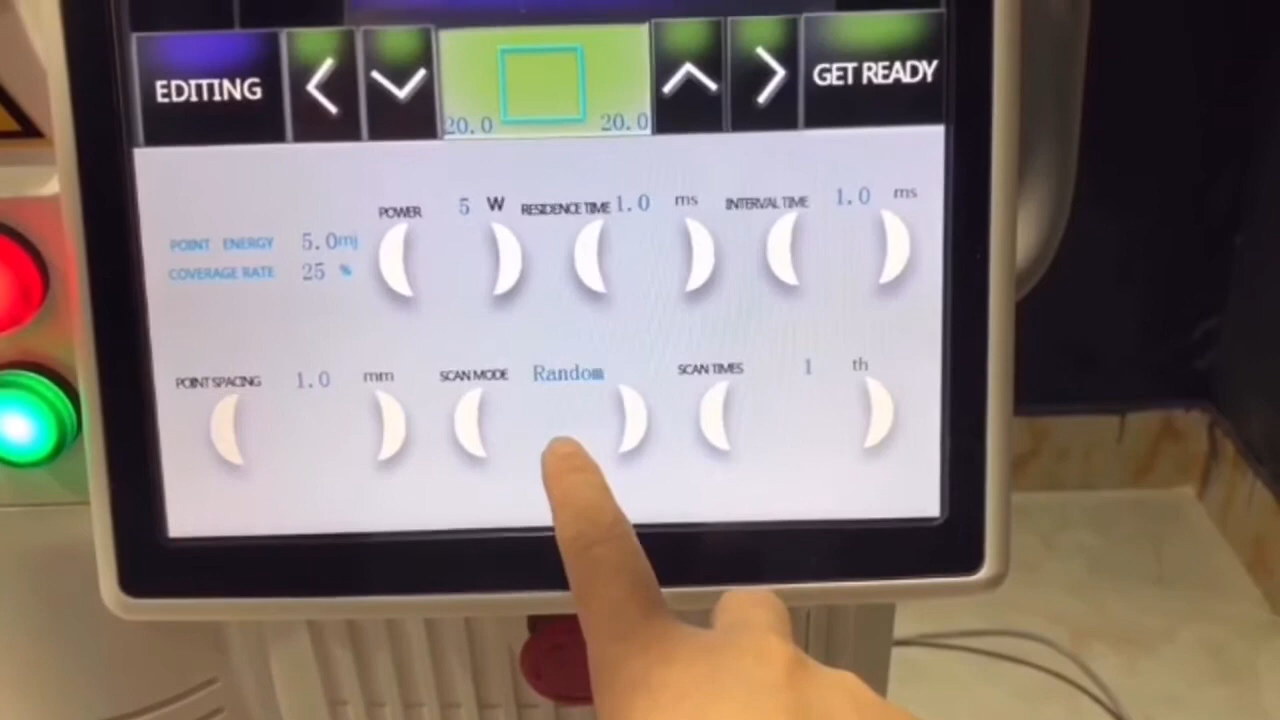 EDITING
20.0 20.0
GET READY
POWER 5 W RESIDENCE TIME 1.0 ms INTERVAL TIME 1.0 ms
POINT ENERGY 5.0mj
COVERAGE RATE 25 %
POINT SPACING 1.0 mm SCAN MODE Random SCAN TIMES 1 th